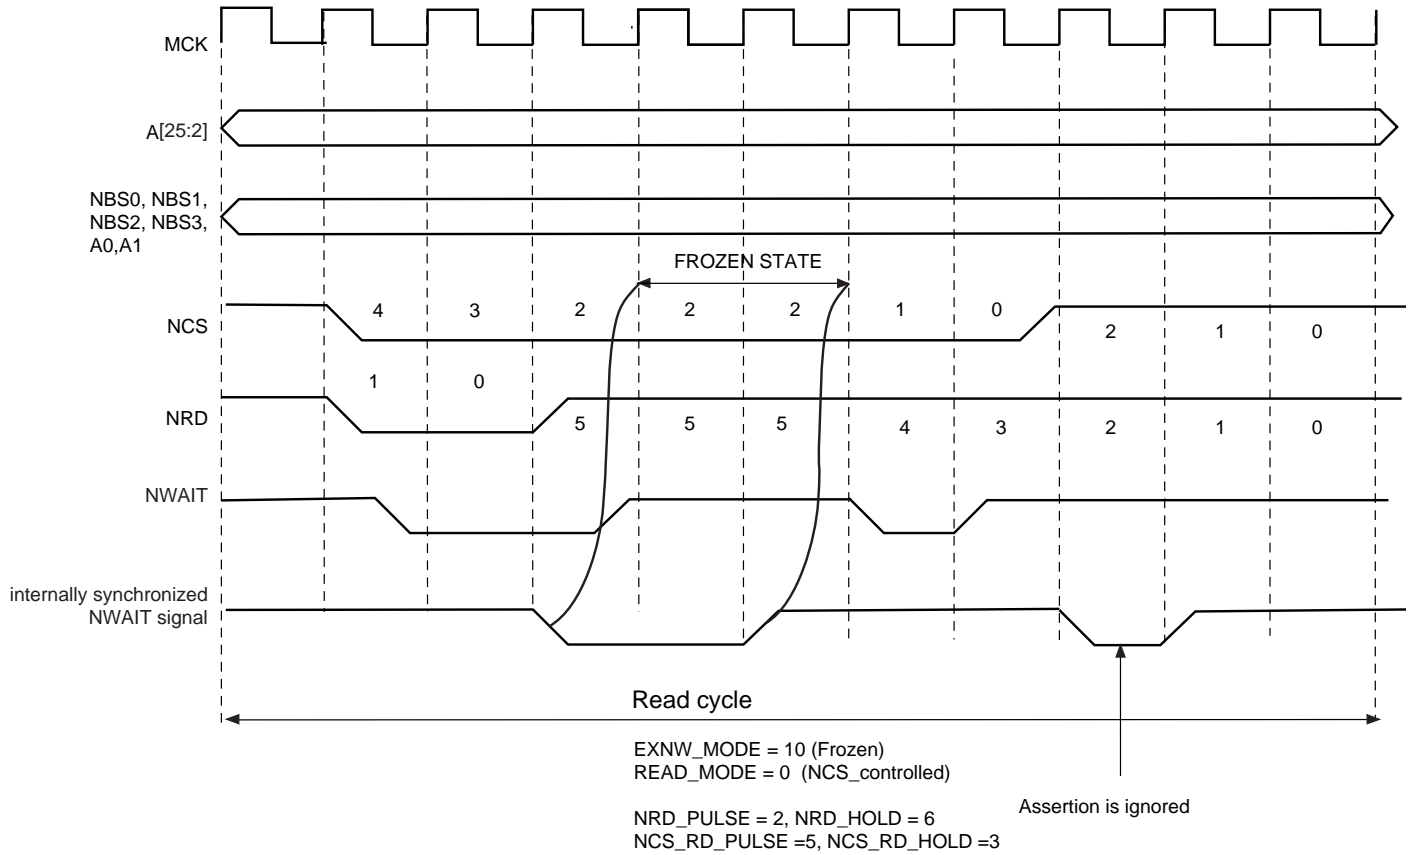 MCK
A[25:2]
NBS0, NBS1,
NBS2, NBS3,
A0,A1
FROZEN STATE
4 3 2 2 2 1 0
NCS
2 1 0
1 0
NRD
5 5 5 4 3 2 1 0
NWAIT
internally synchronized
NWAIT signal
Read cycle
EXNW_MODE = 10 (Frozen)
READ_MODE = 0 (NCS_controlled)
Assertion is ignored
NRD_PULSE = 2, NRD_HOLD = 6
NCS_RD_PULSE =5, NCS_RD_HOLD =3